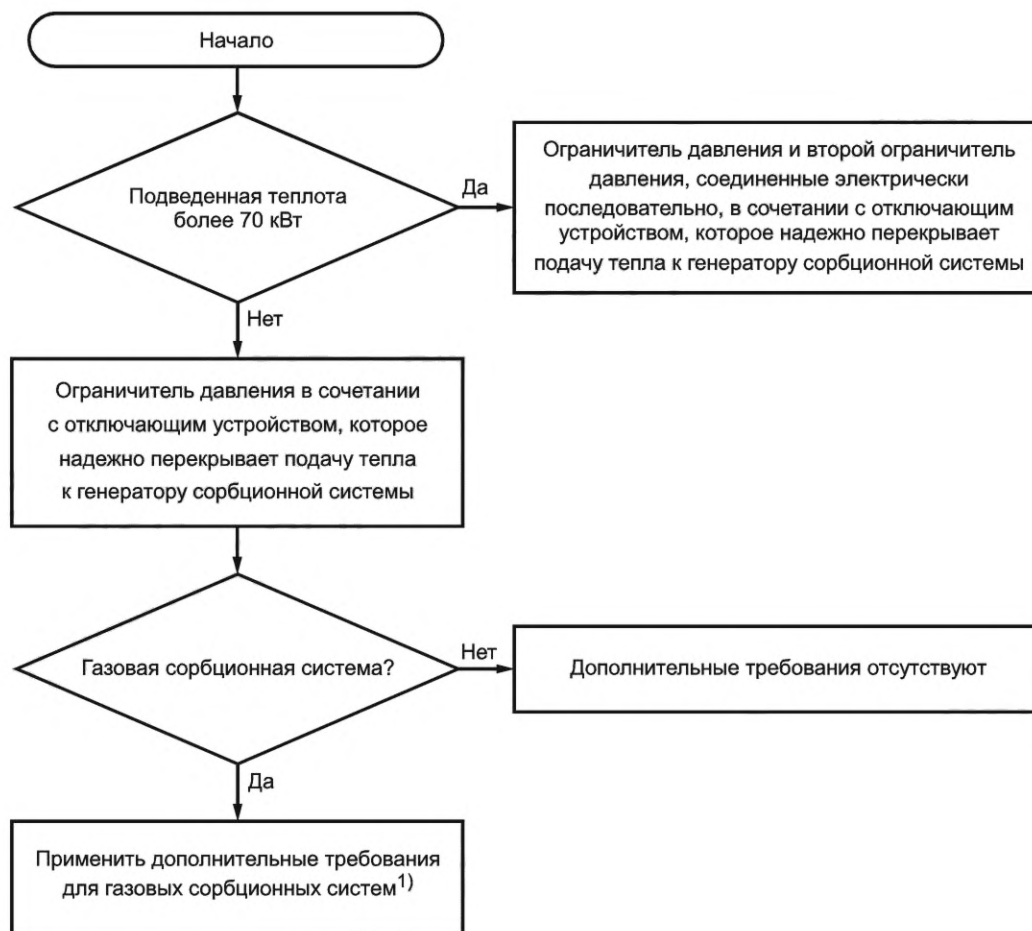 Начало
Подведенная теплота
более 70 кВт
Да
Ограничитель давления и второй ограничитель
давления, соединенные электрически
последовательно, в сочетании с отключающим
устройством, которое надежно перекрывает
подачу тепла к генератору сорбционной системы
Нет
Ограничитель давления в сочетании
с отключающим устройством, которое
надежно перекрывает подачу тепла
к генератору сорбционной системы
Газовая сорбционная система?
Нет
Дополнительные требования отсутствуют
Да
Применить дополнительные требования
для газовых сорбционных систем1)